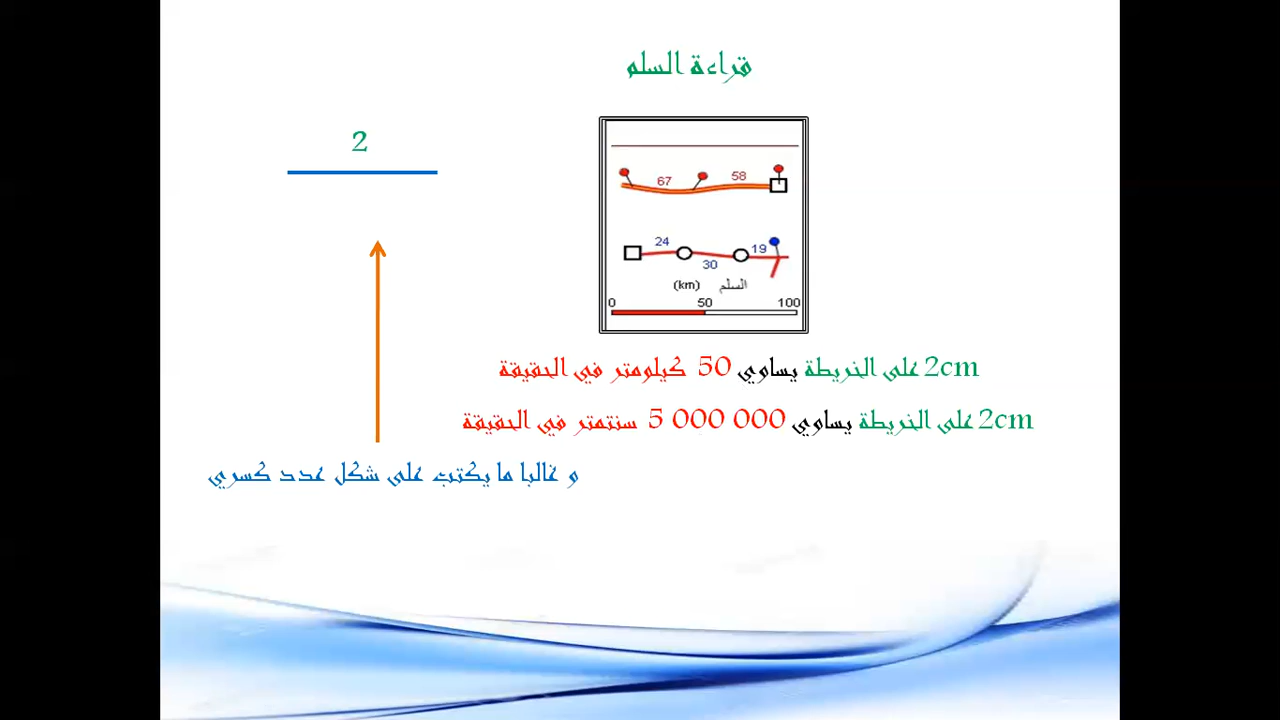 قراءة السلم
2
67 58
24 30 19
السلم (km)
0 50 100
2cm على الخريطة يساوي 50 كيلومتر في الحقيقة
2cm على الخريطة يساوي 000 000 5 سنتمتر في الحقيقة
و غالبا ما يكتب على شكل عدد كسري